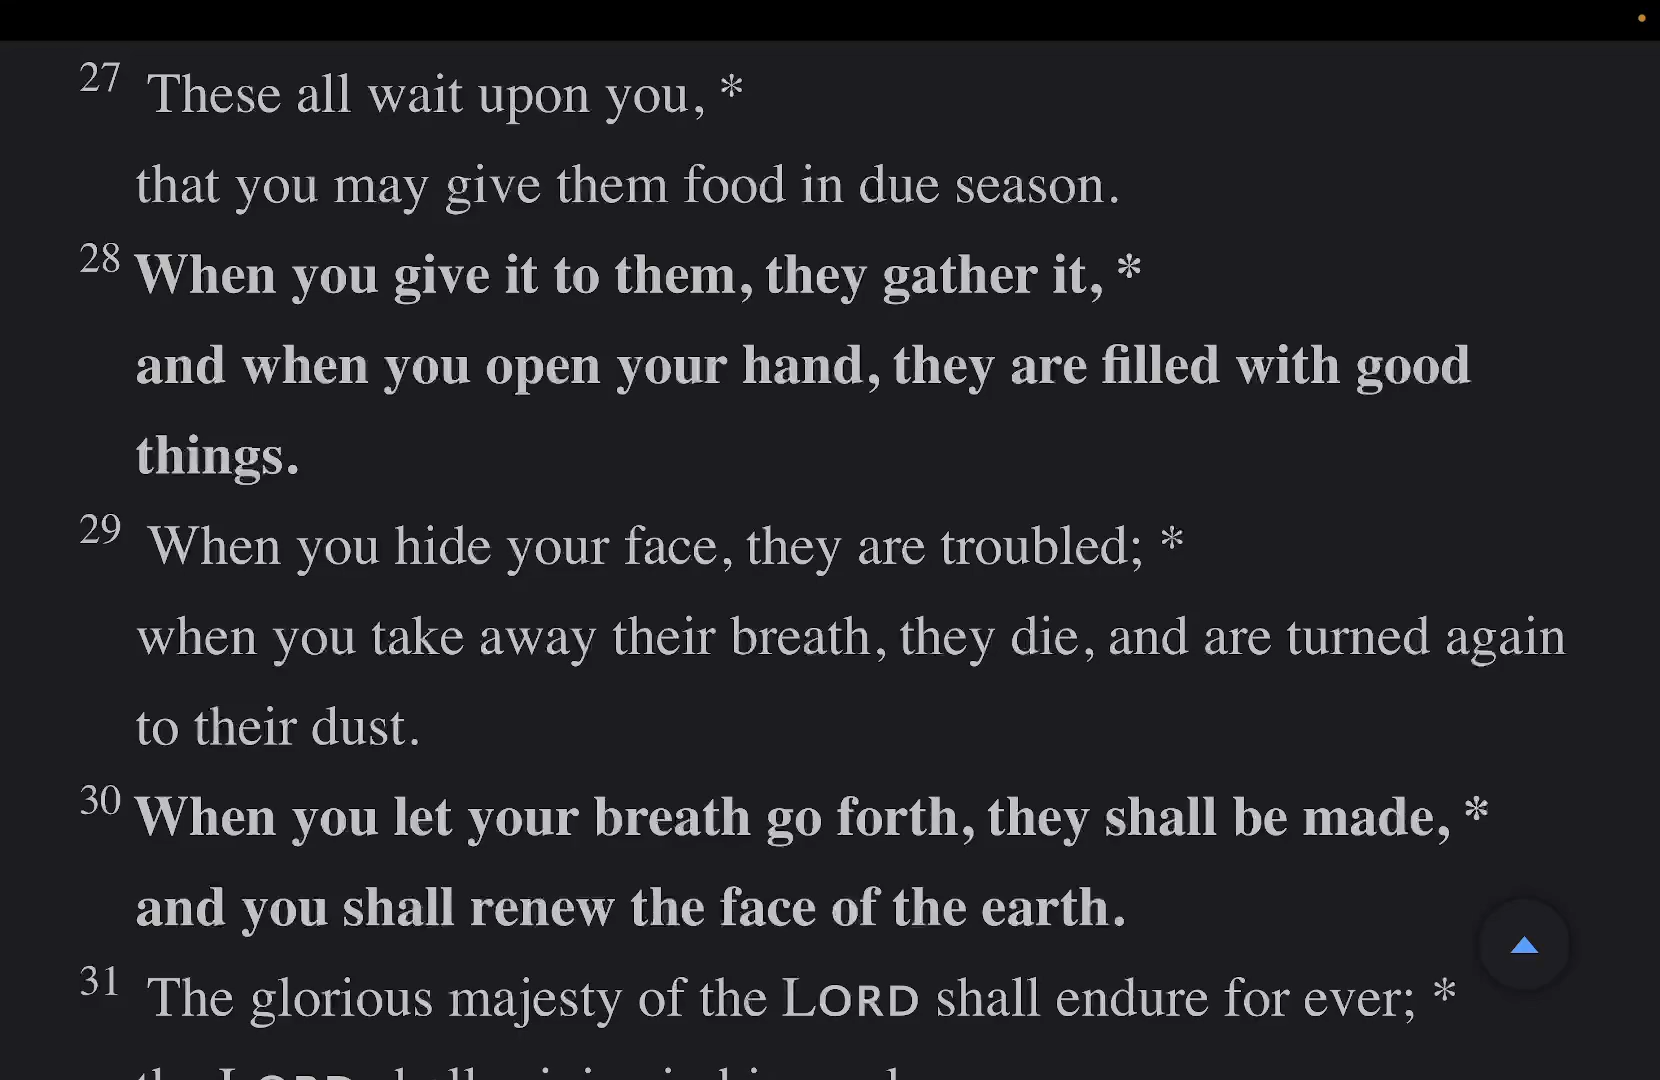 27 These all wait upon you, *
that you may give them food in due season.
28 When you give it to them, they gather it, *
and when you open your hand, they are filled with good
things.
29 When you hide your face, they are troubled; *
when you take away their breath, they die, and are turned again
to their dust.
30 When you let your breath go forth, they shall be made, *
and you shall renew the face of the earth.
31 The glorious majesty of the LORD shall endure for ever; *
the LORD shall